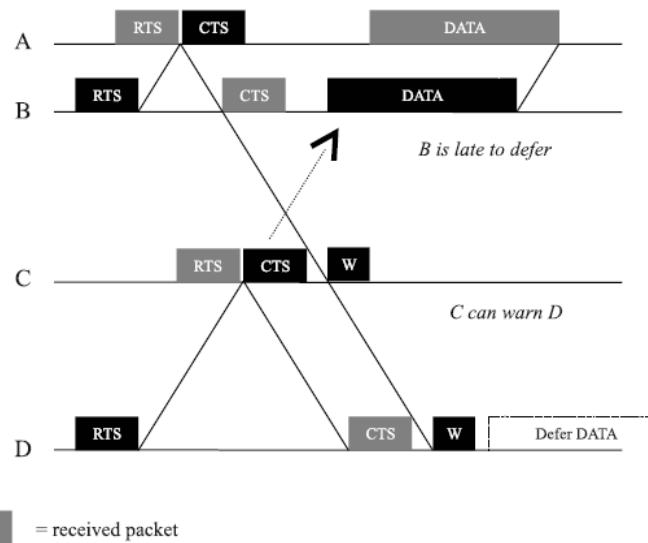 RTS CTS DATA
A
RTS CTS DATA
B
B is late to defer
RTS CTS W
C
C can warn D
RTS CTS W Defer DATA
D
= received packet